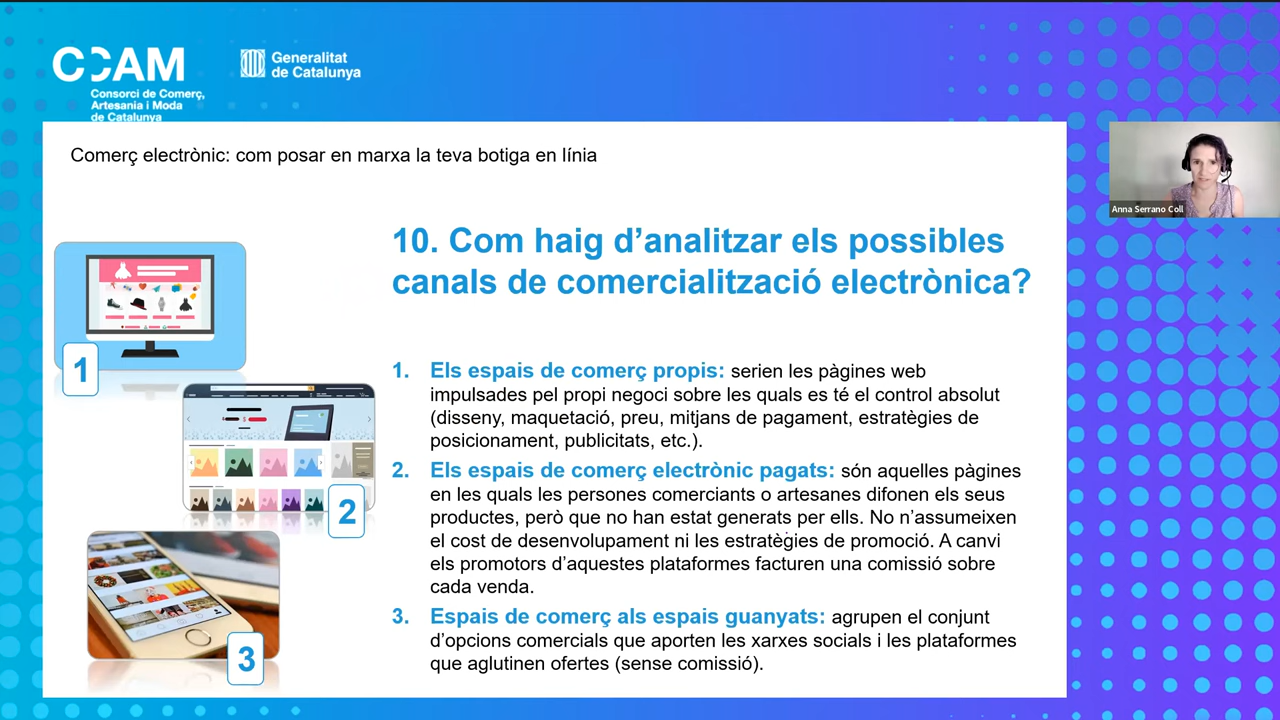 CCAM
Consorci de Comerç,
Artesania i Moda
de Catalunya
Generalitat
de Catalunya
Comerç electrònic: com posar en marxa la teva botiga en línia
Anna Serrano Coll
10. Com haig d’analitzar els possibles
canals de comercialització electrònica?
1
2
3
1. Els espais de comerç propis: serien les pàgines web
impulsades pel propi negoci sobre les quals es té el control absolut
(disseny, maquetació, preu, mitjans de pagament, estratègies de
posicionament, publicitats, etc.).
2. Els espais de comerç electrònic pagats: són aquelles pàgines
en les quals les persones comerciants o artesanes difonen els seus
productes, però que no han estat generats per ells. No n’assumeixen
el cost de desenvolupament ni les estratègies de promoció. A canvi
els promotors d’aquestes plataformes facturen una comissió sobre
cada venda.
3. Espais de comerç als espais guanyats: agrupen el conjunt
d’opcions comercials que aporten les xarxes socials i les plataformes
que aglutinen ofertes (sense comissió).